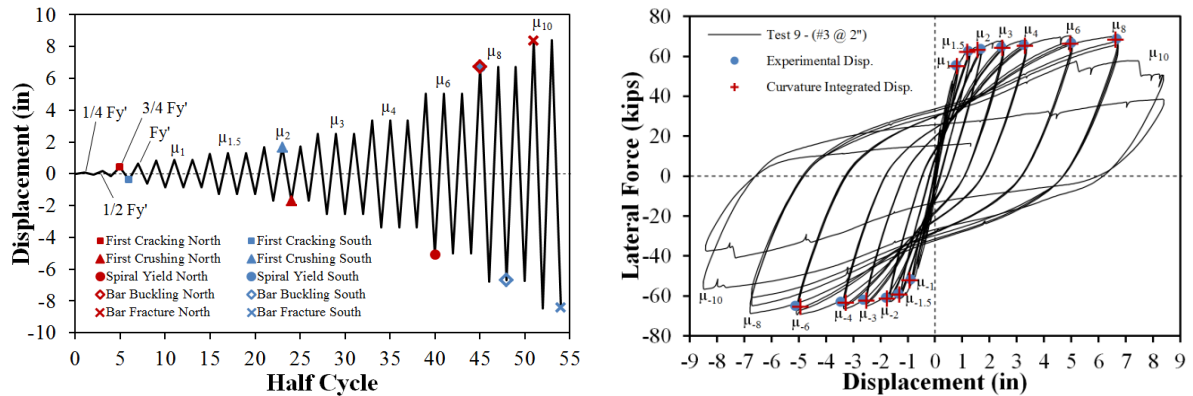 Displacement (in)
10
8
6
4
2
0
-2
-4
-6
-8
-10
1/4 Fy'
3/4 Fy'
Fy'
1/2 Fy'
μ1
μ1.5
μ2
μ3
μ4
μ6
μ8
μ10
First Cracking North
First Cracking South
First Crushing North
First Crushing South
Spiral Yield North
Spiral Yield South
Bar Buckling North
Bar Buckling South
Bar Fracture North
Bar Fracture South
0 5 10 15 20 25 30 35 40 45 50 55
Half Cycle
Lateral Force (kips)
80
60
40
20
0
-20
-40
-60
-80
Test 9 - (#3 @ 2")
Experimental Disp.
Curvature Integrated Disp.
μ1
μ1.5
μ2
μ3
μ4
μ6
μ8
μ10
μ-10
μ-8
μ-6
μ-4
μ-3
μ-2
μ-1.5
μ-1
-9 -8 -7 -6 -5 -4 -3 -2 -1 0 1 2 3 4 5 6 7 8 9
Displacement (in)